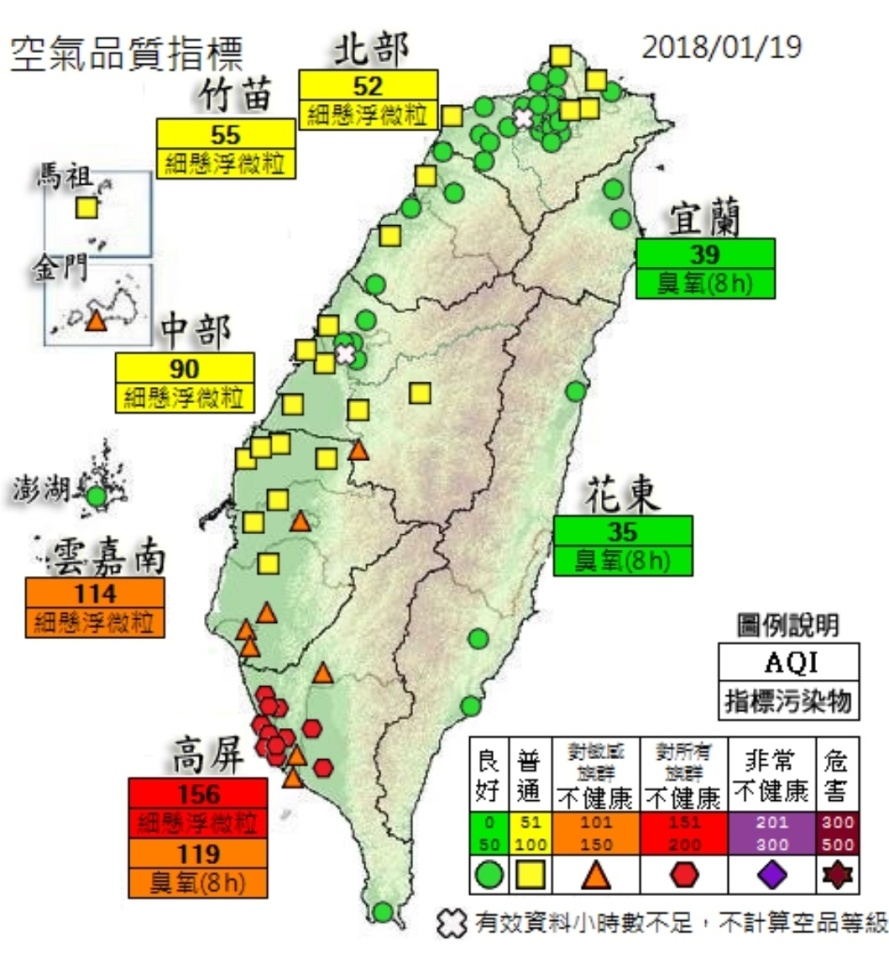 空氣品質指標
北部
2018/01/19
52
細懸浮微粒
竹苗
55
細懸浮微粒
馬祖
宜蘭
39
臭氧(8h)
金門
中部
90
細懸浮微粒
澎湖
花東
35
臭氧(8h)
雲嘉南
114
細懸浮微粒
圖例說明
AQI
指標污染物
高屏
156
細懸浮微粒
119
臭氧(8h)
良好
普通
對敏感族群不健康
對所有族群不健康
非常不健康
危害
0 51 101 151 201 300
50 100 150 200 300 500
有效資料小時數不足，不計算空品等級